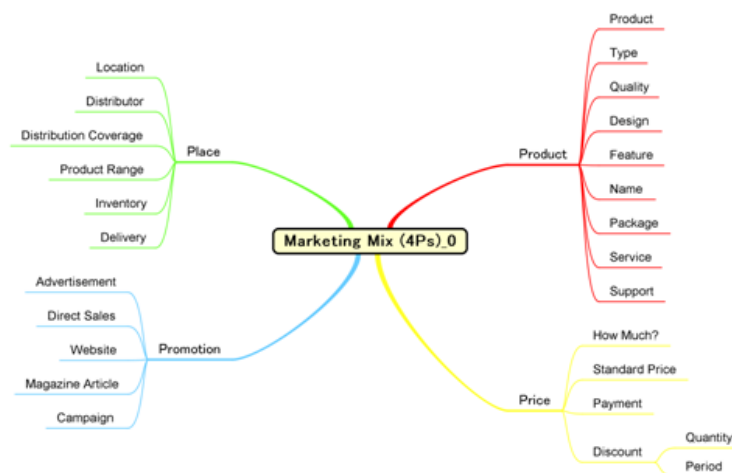 Marketing Mix (4Ps)_0
Product
Product
Type
Quality
Design
Feature
Name
Package
Service
Support
Price
How Much?
Standard Price
Payment
Discount
Quantity
Period
Place
Location
Distributor
Distribution Coverage
Product Range
Inventory
Delivery
Promotion
Advertisement
Direct Sales
Website
Magazine Article
Campaign